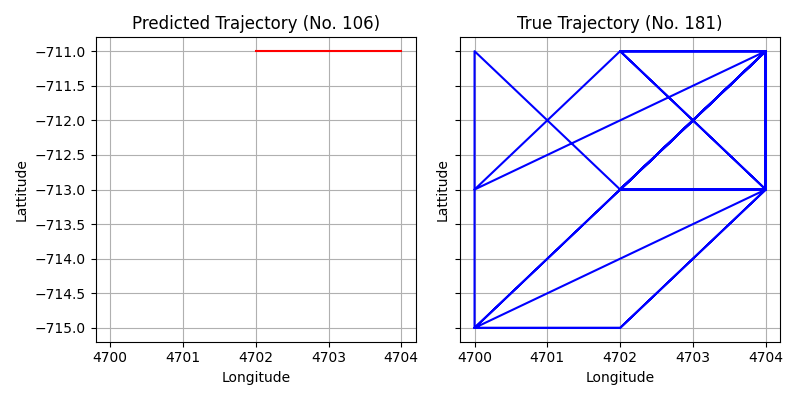 Predicted Trajectory (No. 106)
Lattitude
−711.0
−711.5
−712.0
−712.5
−713.0
−713.5
−714.0
−714.5
−715.0
4700 4701 4702 4703 4704
Longitude
True Trajectory (No. 181)
Lattitude
4700 4701 4702 4703 4704
Longitude